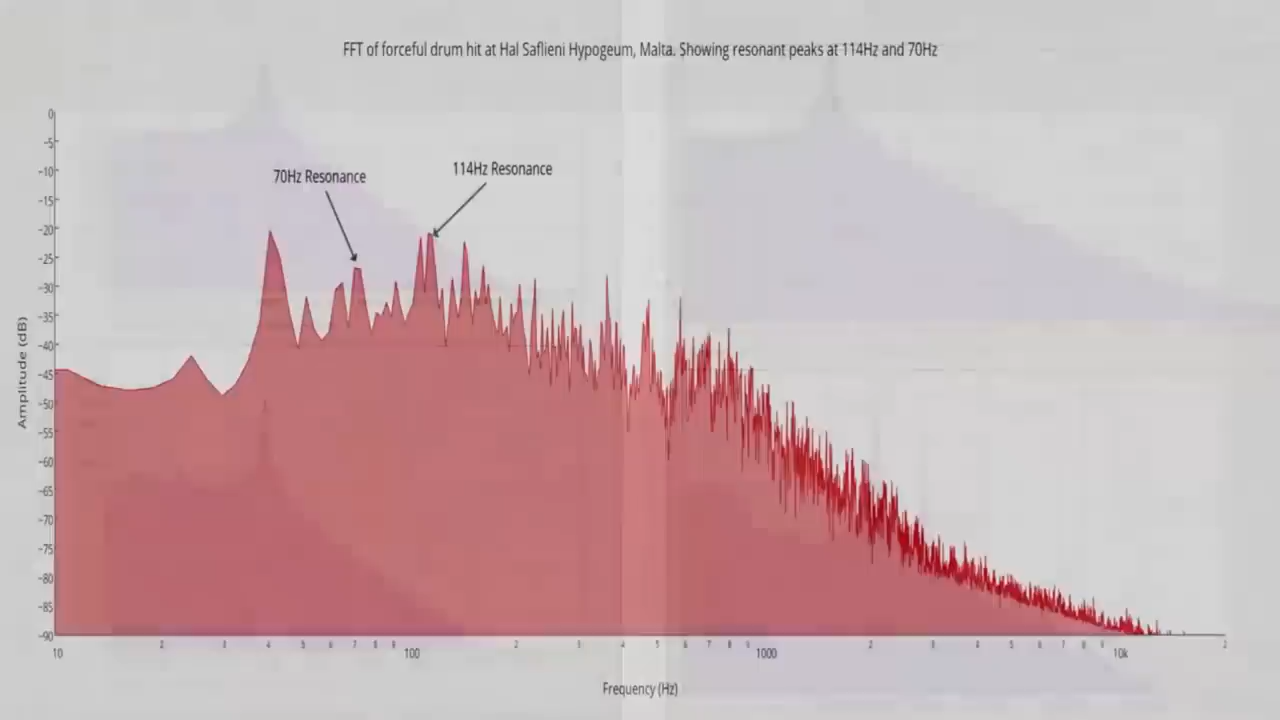 FFT of forceful drum hit at Hal Saflieni Hypogeum, Malta. Showing resonant peaks at 114Hz and 70Hz
70Hz Resonance
114Hz Resonance
Amplitude (dB)
0
−5
−10
−15
−20
−25
−30
−35
−40
−45
−50
−55
−60
−65
−70
−75
−80
−85
−90
2 3 4 5 6 7 8 9 2 3 4 5 6 7 8 9 2 3 4 5 6 7 8 9 2
10 100 1000 10k
Frequency (Hz)